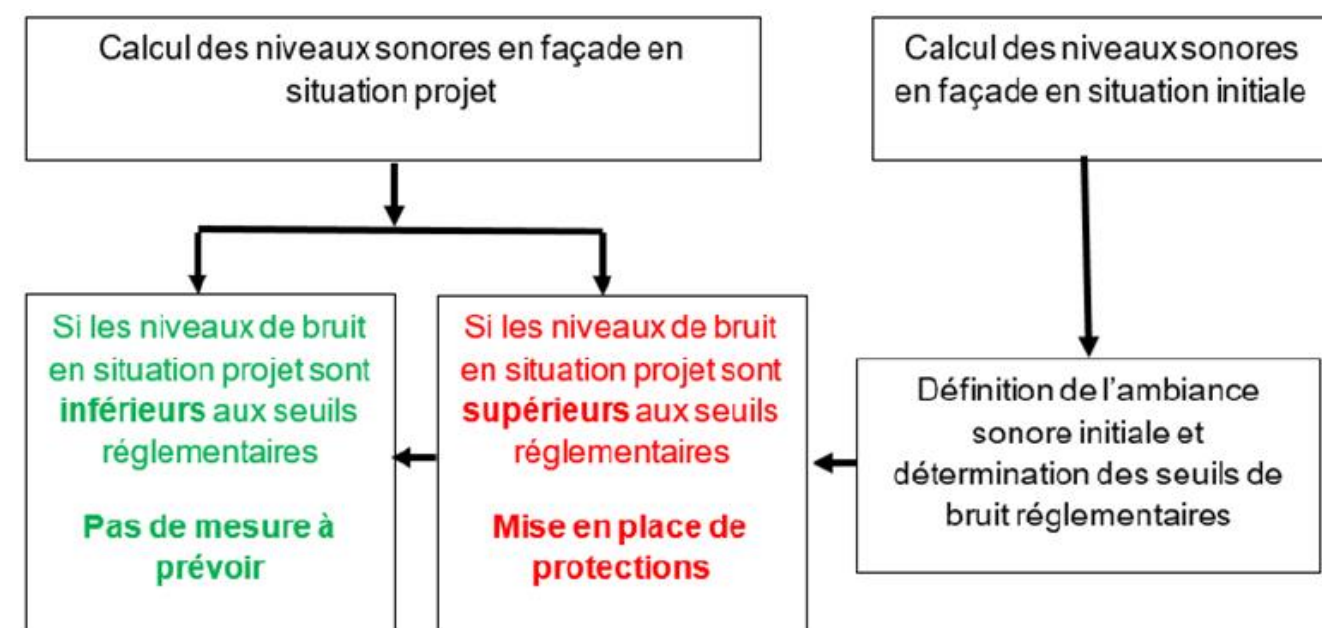 Calcul des niveaux sonores en façade en
situation projet
Calcul des niveaux sonores
en façade en situation initiale
Si les niveaux de bruit
en situation projet sont
inférieurs aux seuils
réglementaires
Pas de mesure à
prévoir
Si les niveaux de bruit
en situation projet sont
supérieurs aux seuils
réglementaires
Mise en place de
protections
Définition de l'ambiance
sonore initiale et
détermination des seuils de
bruit réglementaires